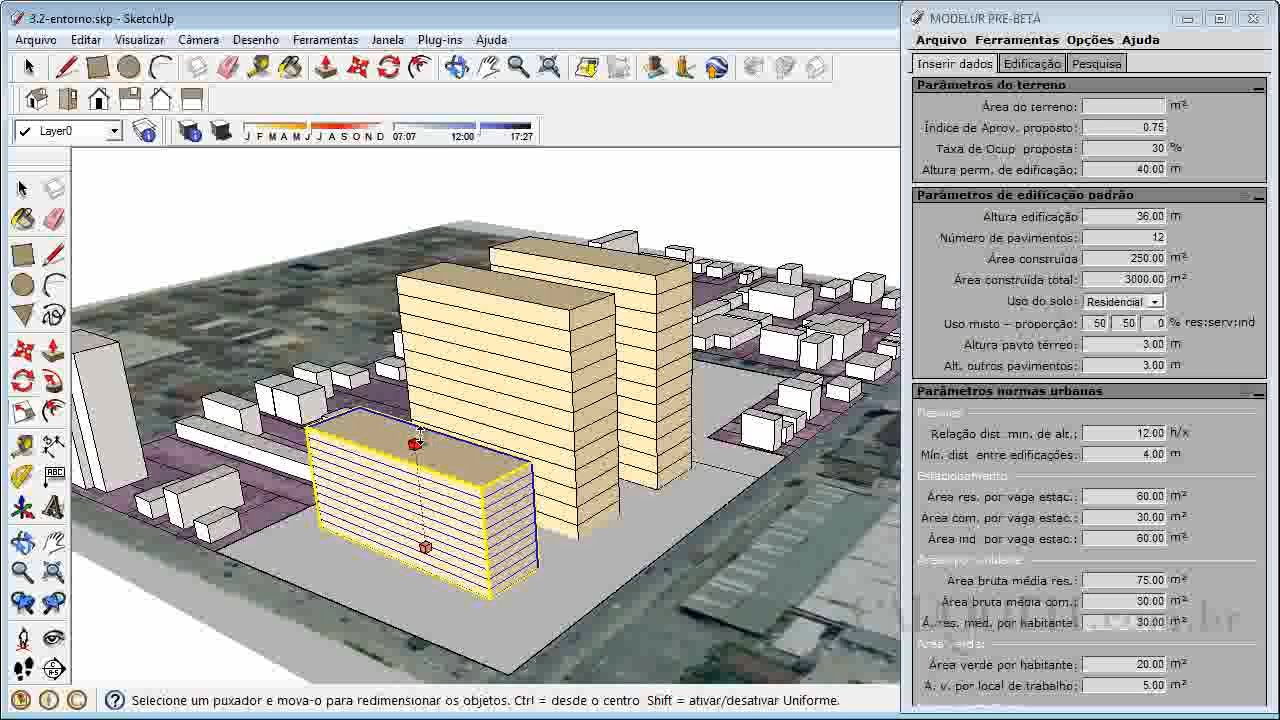 3.2-entorno.skp - SketchUp
Arquivo Editar Visualizar Câmera Desenho Ferramentas Janela Plug-ins Ajuda
Layer0
J F M A M J J A S O N D
07:07 12:00 17:27
ABC
Selecione um puxador e mova-o para redimensionar os objetos. Ctrl = desde o centro Shift = ativar/desativar Uniforme.
MODELUR PRE-BETA
Arquivo Ferramentas Opções Ajuda
Inserir dados Edificação Pesquisa
Parâmetros do terreno
Área do terreno: m²
Índice de Aprov. proposto: 0.75
Taxa de Ocup proposta: 30 %
Altura perm. de edificação: 40.00 m
Parâmetros de edificação padrão
Altura edificação 36.00 m
Número de pavimentos: 12
Área construída 250.00 m²
Área construída total: 3000.00 m²
Uso do solo: Residencial
Uso misto - proporção: 50 50 0 % res:serv:ind
Altura pavto térreo: 3.00 m
Alt. outros pavimentos: 3.00 m
Parâmetros normas urbanas
Relação dist. min. de alt.: 12.00 h/x
Mín. dist entre edificações: 4.00 m
Estacionamento
Área res. por vaga estac.: 60.00 m²
Área com. por vaga estac.: 30.00 m²
Área ind por vaga estac.: 60.00 m²
Área bruta média res.: 75.00 m²
Área bruta média com.: 30.00 m²
Á. res. med. por habitante: 30.00 m²
Área verde por habitante: 20.00 m²
Á. v. por local de trabalho: 5.00 m²